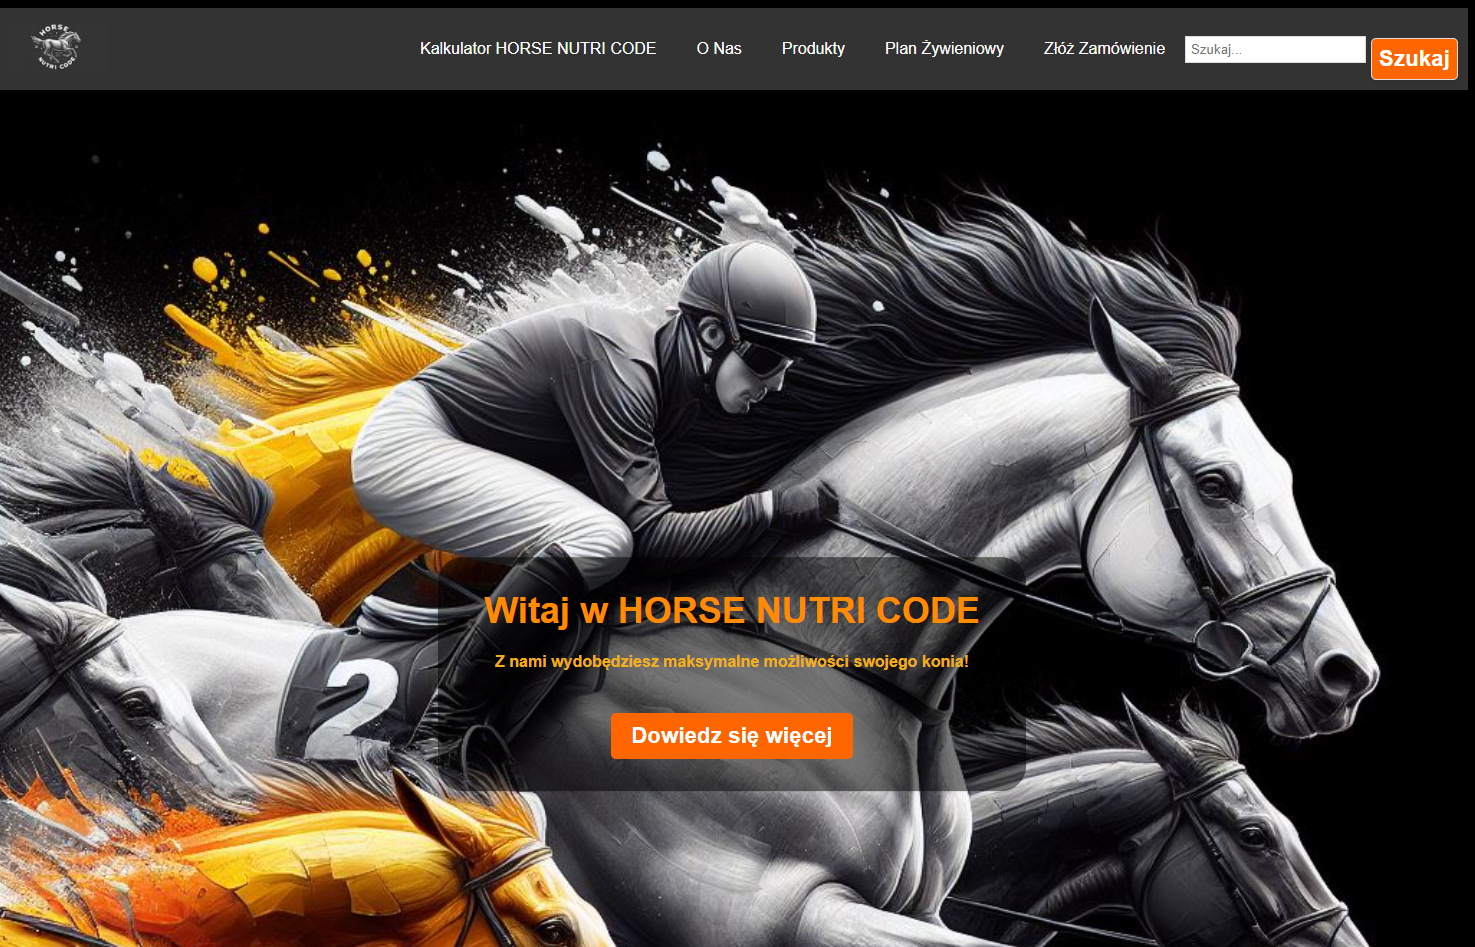 HORSE
NUTRI CODE
Kalkulator HORSE NUTRI CODE
O Nas
Produkty
Plan Żywieniowy
Złóż Zamówienie
Szukaj...
Szukaj
2
Witaj w HORSE NUTRI CODE
Z nami wydobędziesz maksymalne możliwości swojego konia!
Dowiedz się więcej